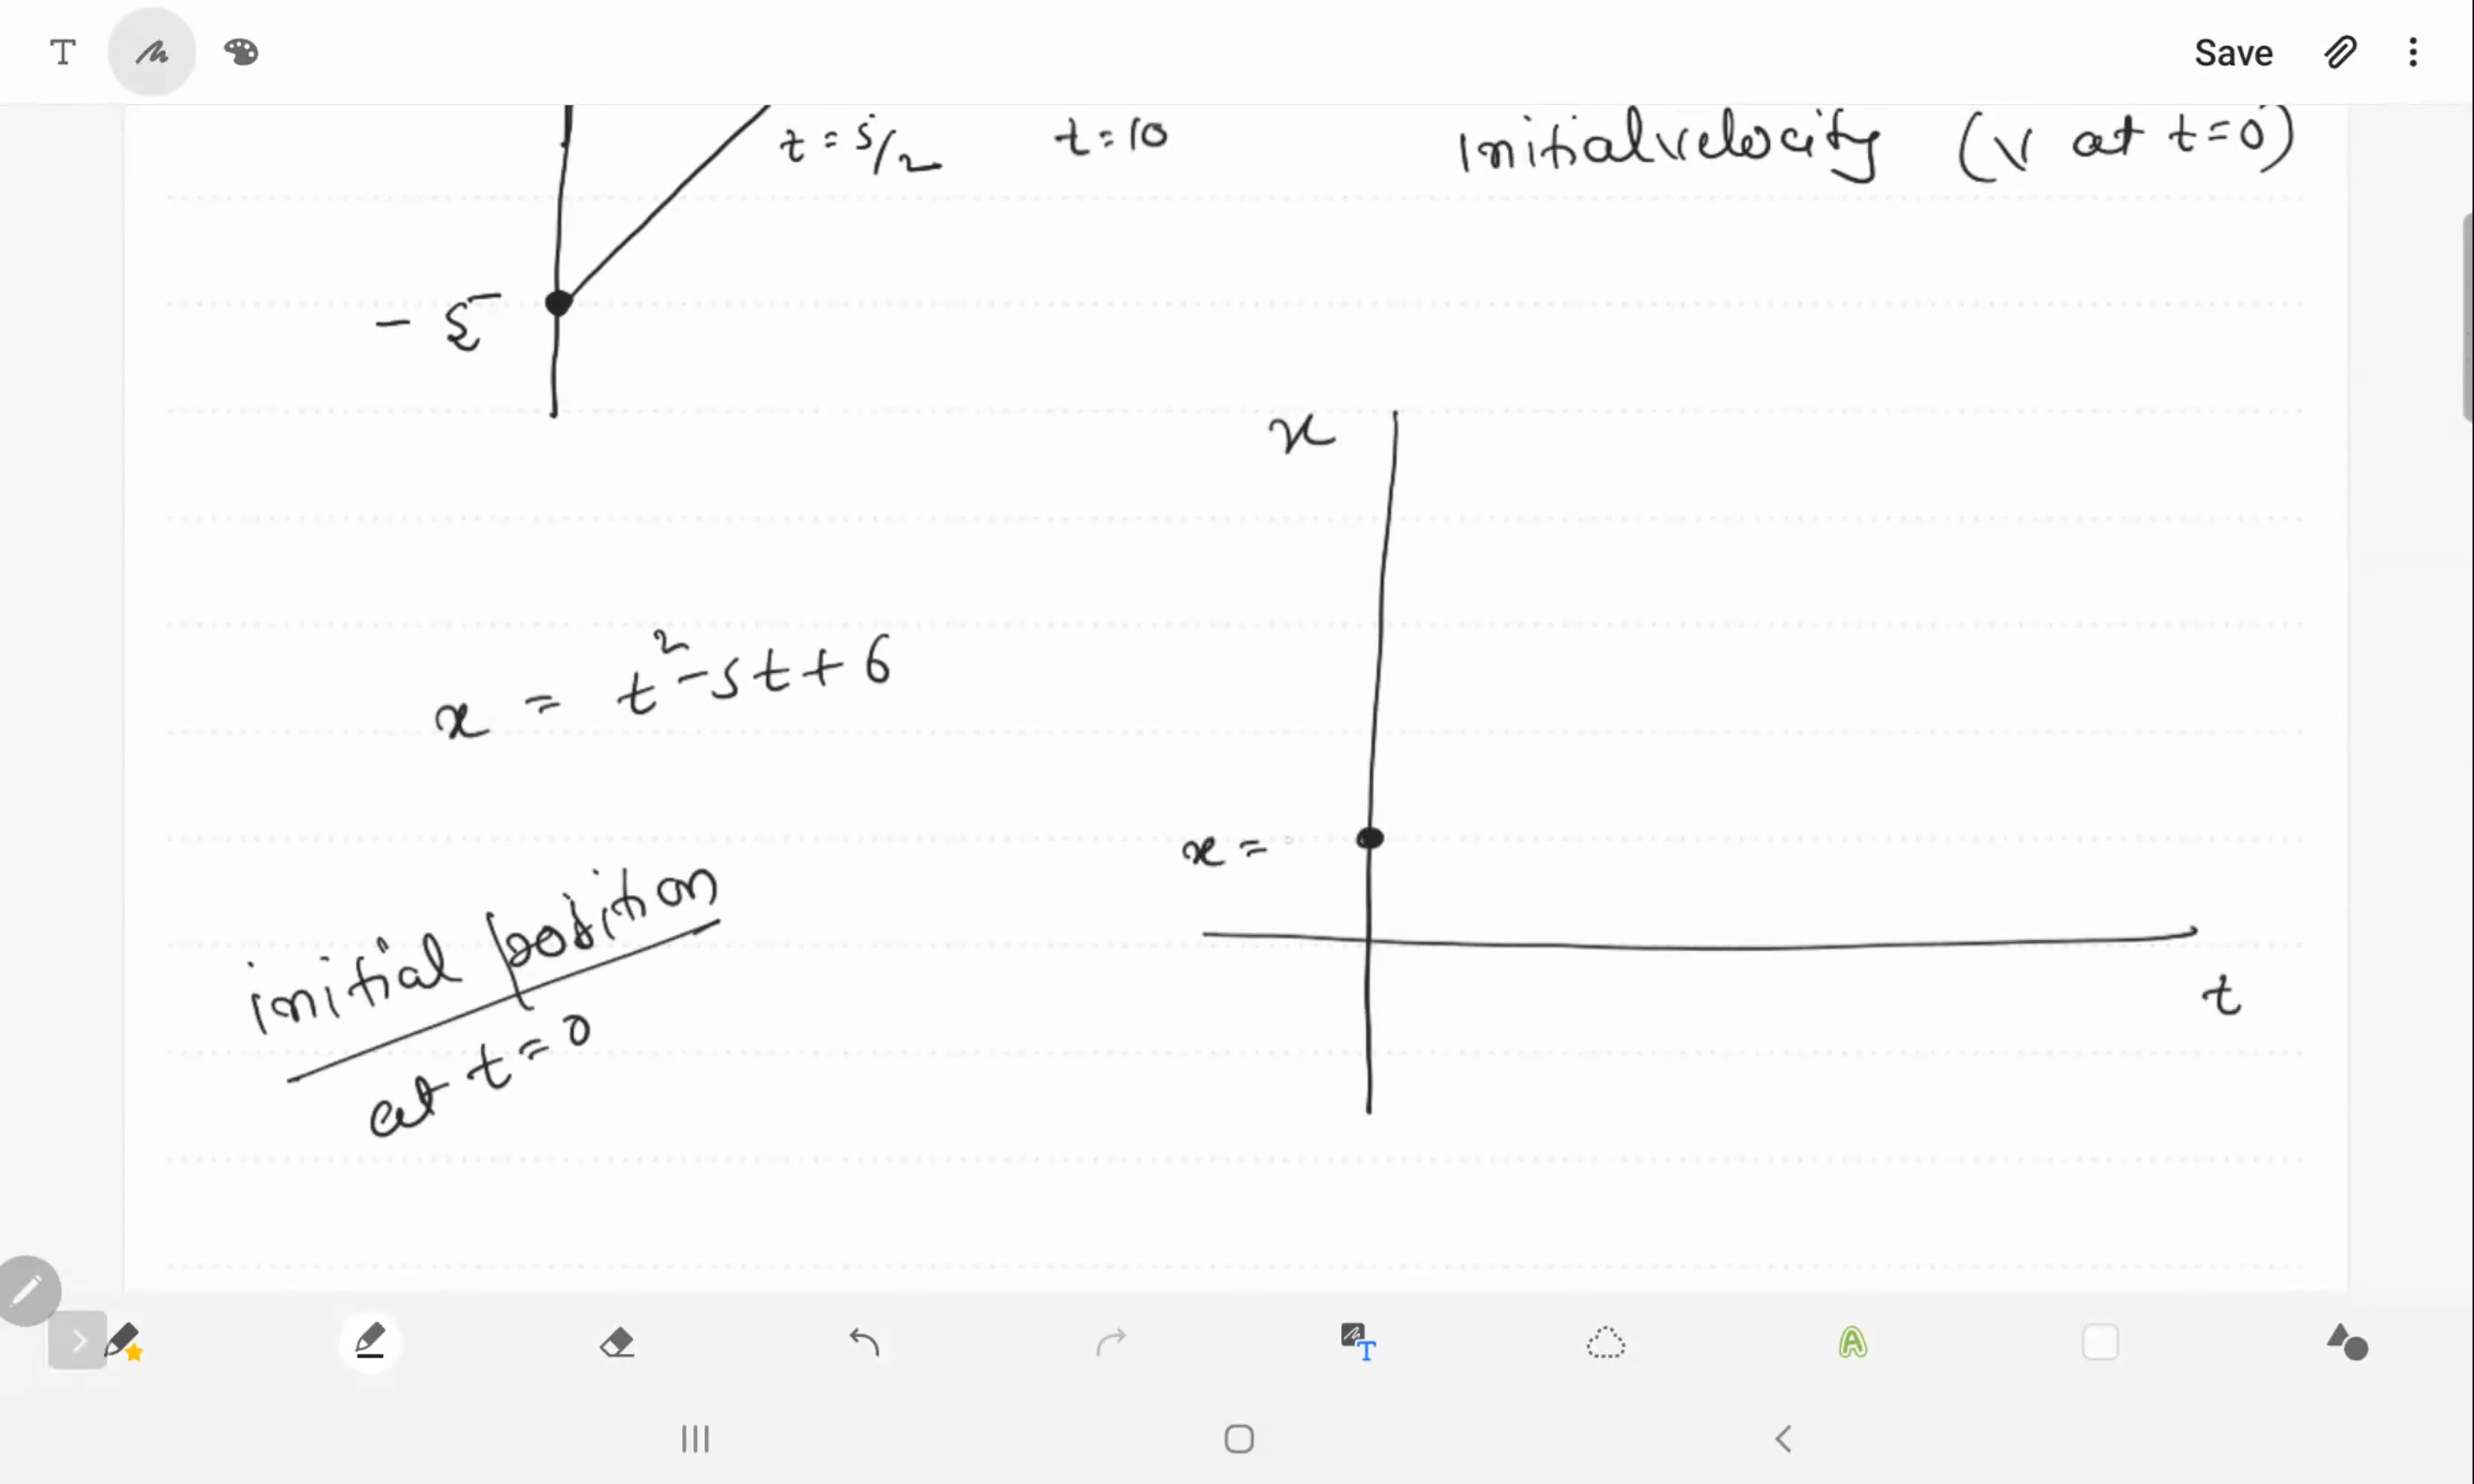 Save
t = 5/2 t = 10 Initial velocity (V at t=0)
- 5
x
x = t² - 5t + 6
x =
initial position
at t = 0
t